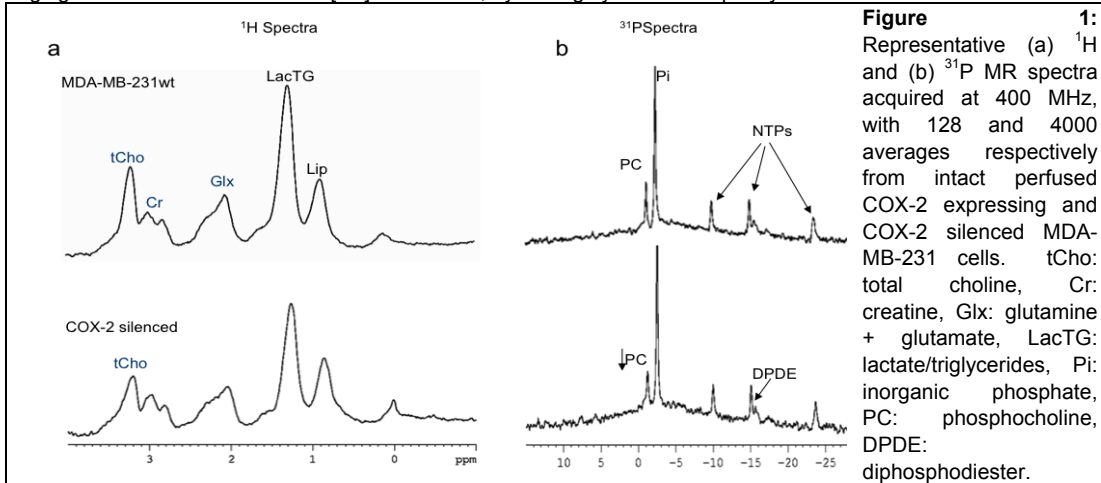 ¹H Spectra
a
MDA-MB-231wt
LacTG
tCho
Cr
Glx
Lip
COX-2 silenced
tCho
3 2 1 0 ppm
³¹PSpectra
b
Pi
PC
NTPs
↓PC
DPDE
10 5 0 -5 -10 -15 -20 -25
Figure 1:
Representative (a) ¹H
and (b) ³¹P MR spectra
acquired at 400 MHz,
with 128 and 4000
averages respectively
from intact perfused
COX-2 expressing and
COX-2 silenced MDA-
MB-231 cells. tCho:
total choline, Cr:
creatine, Glx: glutamine
+ glutamate, LacTG:
lactate/triglycerides, Pi:
inorganic phosphate,
PC: phosphocholine,
DPDE:
diphosphodiester.